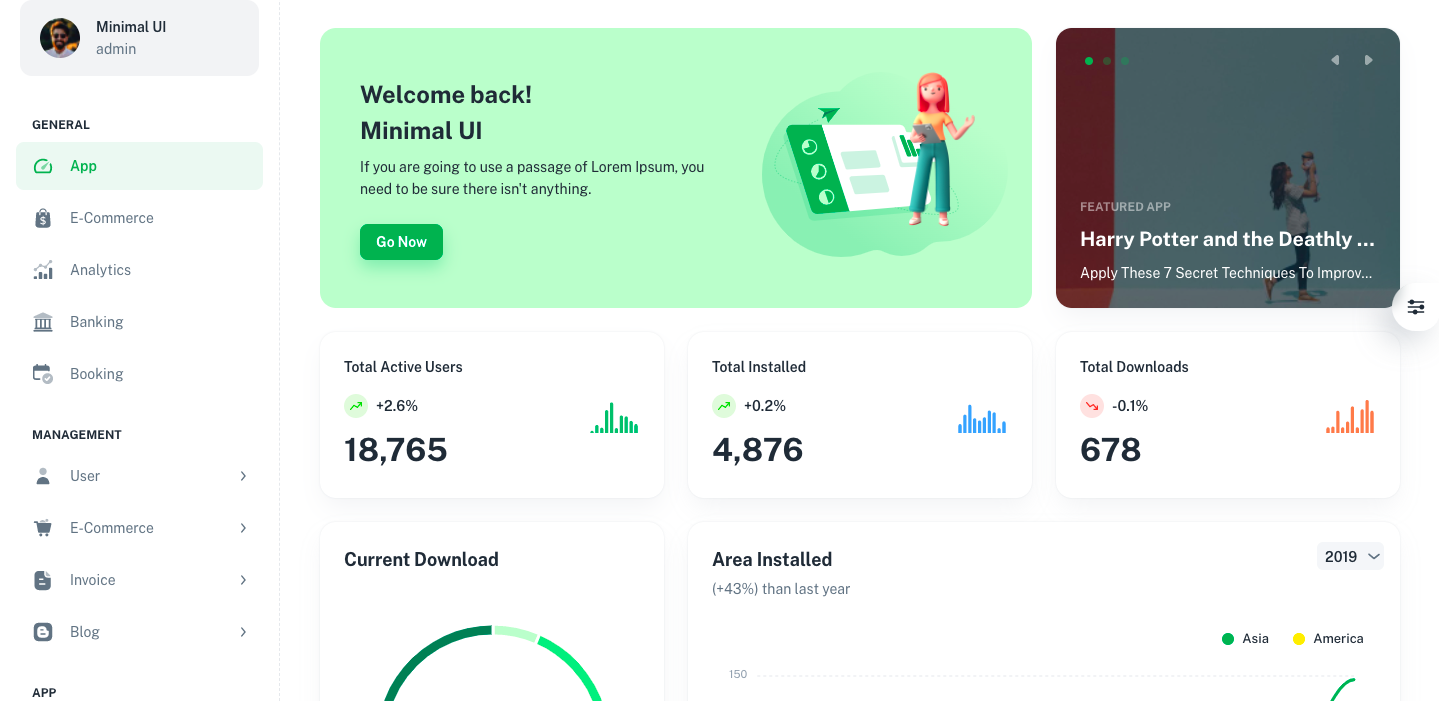 Minimal UI
admin
GENERAL
App
E-Commerce
Analytics
Banking
Booking
MANAGEMENT
User
E-Commerce
Invoice
Blog
APP
Welcome back!
Minimal UI
If you are going to use a passage of Lorem Ipsum, you
need to be sure there isn't anything.
Go Now
FEATURED APP
Harry Potter and the Deathly ...
Apply These 7 Secret Techniques To Improv...
Total Active Users
+2.6%
18,765
Total Installed
+0.2%
4,876
Total Downloads
-0.1%
678
Current Download
Area Installed
(+43%) than last year
2019
Asia
America
150